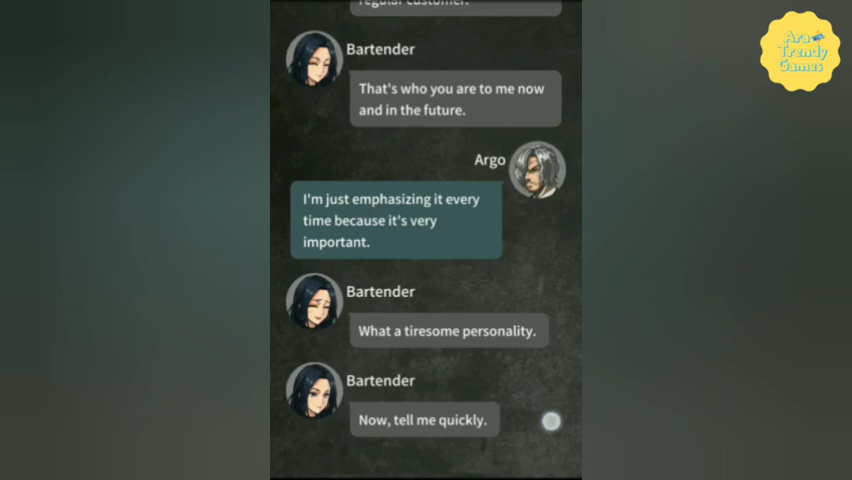 regular customer.
Bartender
That's who you are to me now
and in the future.
Argo
I'm just emphasizing it every
time because it's very
important.
Bartender
What a tiresome personality.
Bartender
Now, tell me quickly.
Ara
Trendy
Games